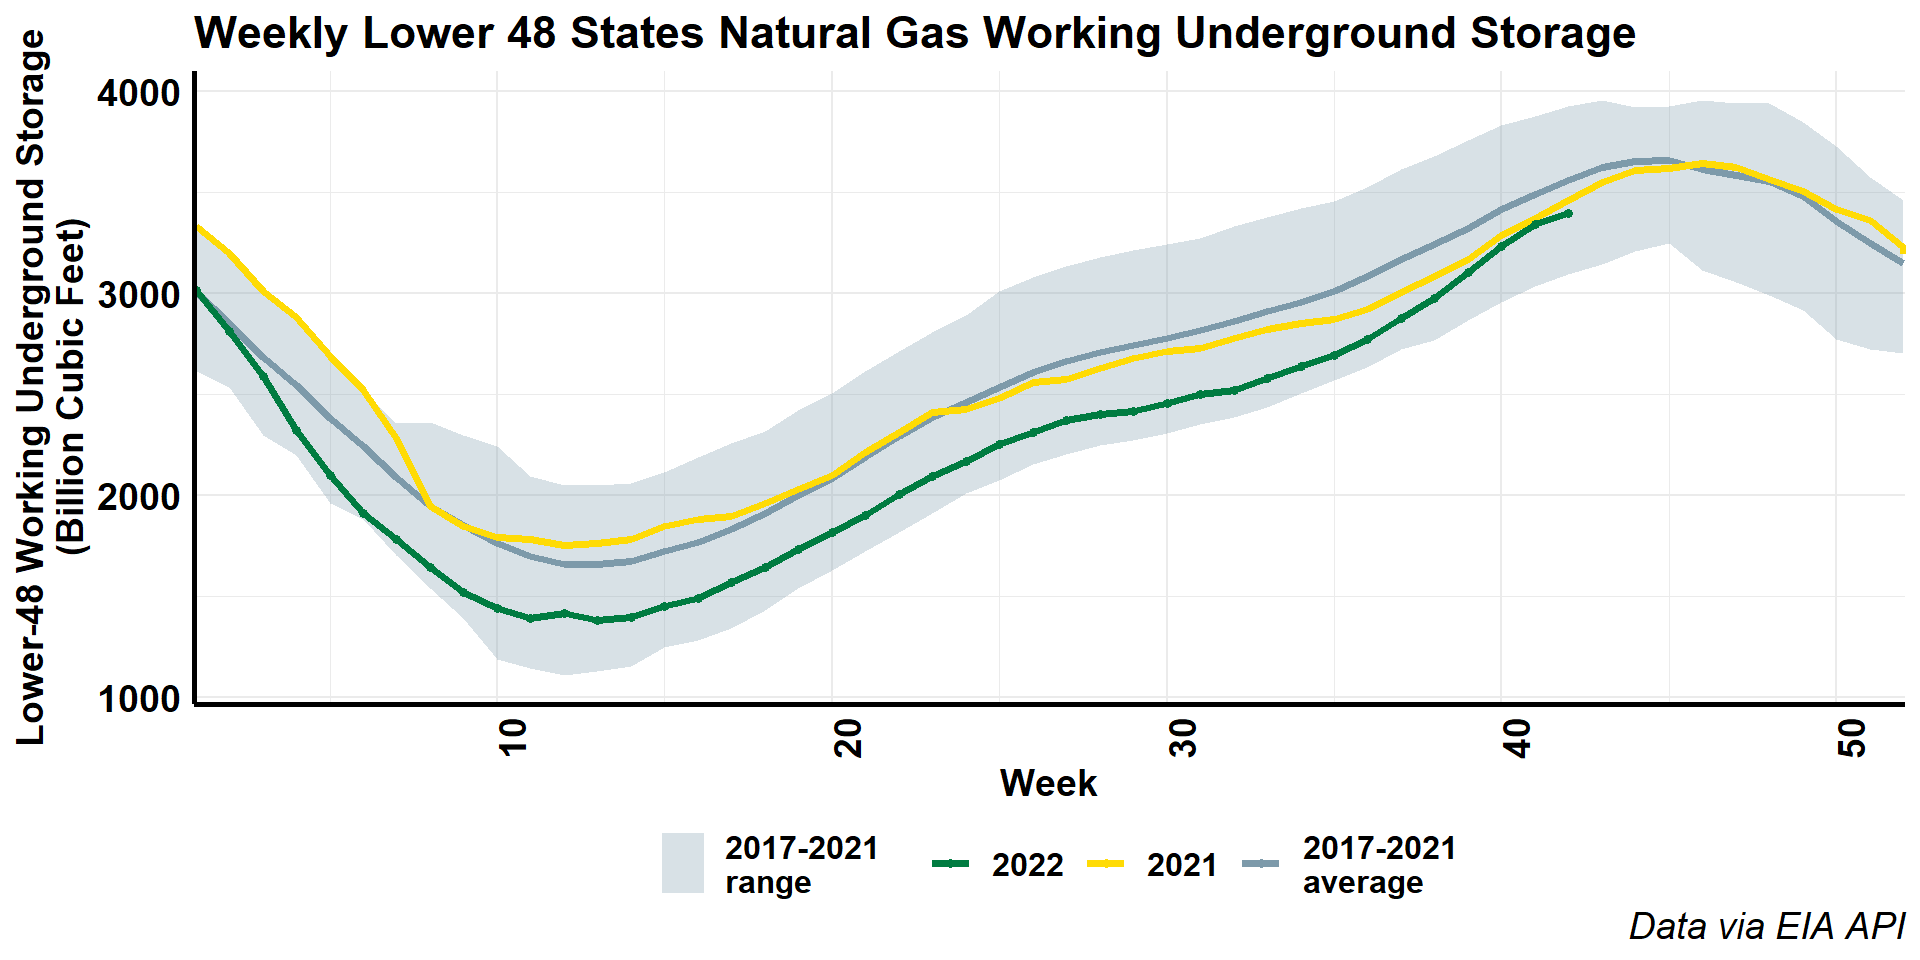 Weekly Lower 48 States Natural Gas Working Underground Storage
Lower-48 Working Underground Storage
(Billion Cubic Feet)
4000
3000
2000
1000
10
20
30
40
50
Week
2017-2021
range
2022
2021
2017-2021
average
Data via EIA API